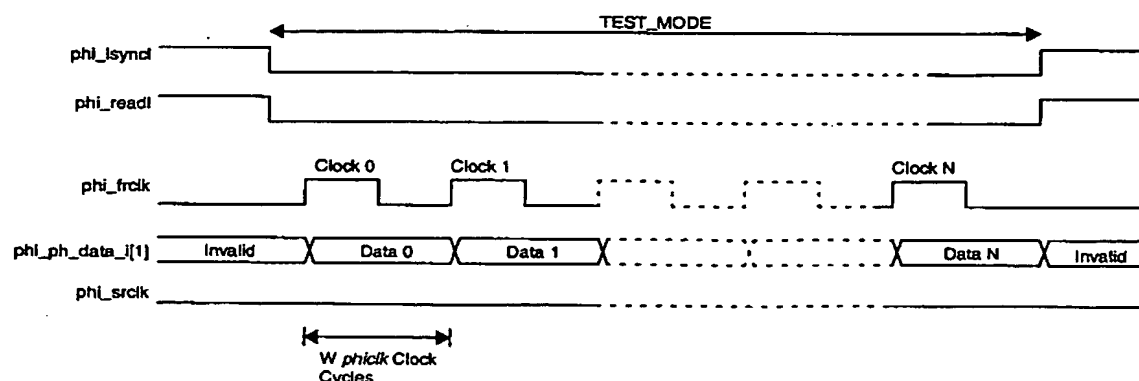 TEST_MODE
phi_lsyncl
phi_readl
Clock 0 Clock 1 Clock N
phi_frclk
phi_ph_data_i[1] Invalid Data 0 Data 1 Data N Invalid
phi_srclk
W phiclk Clock
Cycles